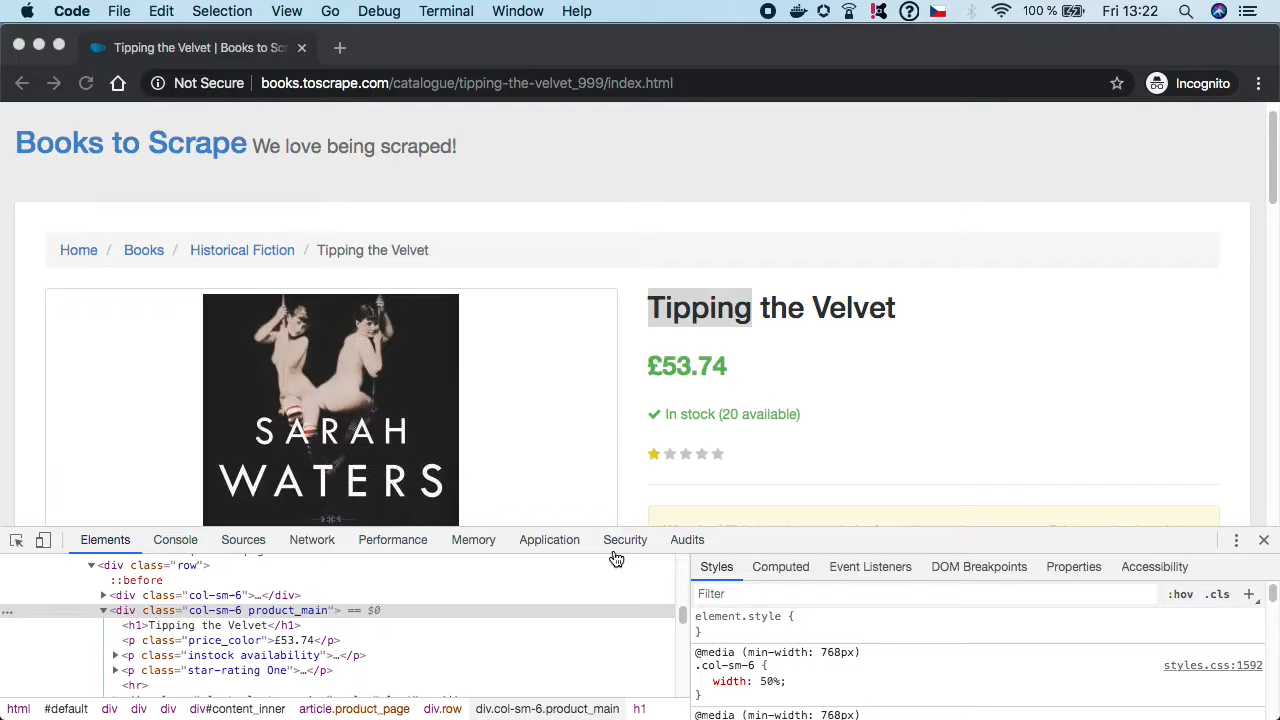 Code File Edit Selection View Go Debug Terminal Window Help 100 % Fri 13:22
Tipping the Velvet | Books to Sc
Not Secure books.toscrape.com/catalogue/tipping-the-velvet_999/index.html Incognito
Books to Scrape We love being scraped!
Home / Books / Historical Fiction / Tipping the Velvet
Tipping the Velvet
£53.74
In stock (20 available)
SARAH
WATERS
Elements Console Sources Network Performance Memory Application Security Audits
<div class="row">
::before
<div class="col-sm-6">…</div>
… <div class="col-sm-6 product_main"> == $0
<h1>Tipping the Velvet</h1>
<p class="price_color">£53.74</p>
<p class="instock availability">…</p>
<p class="star-rating One">…</p>
<hr>
html #default div div div div#content_inner article.product_page div.row div.col-sm-6.product_main h1
Styles Computed Event Listeners DOM Breakpoints Properties Accessibility
Filter :hov .cls +
element.style {
}
@media (min-width: 768px)
.col-sm-6 { styles.css:1592
width: 50%;
}
@media (min-width: 768px)